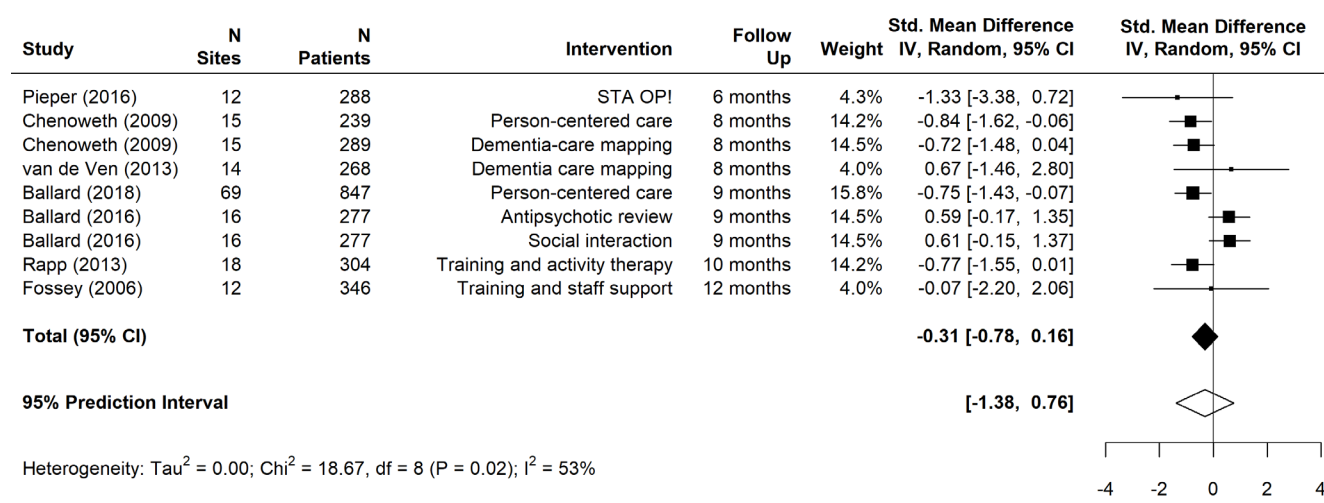 Study N Sites N Patients Intervention Follow Up Weight Std. Mean Difference IV, Random, 95% CI Std. Mean Difference IV, Random, 95% CI
Pieper (2016) 12 288 STA OP! 6 months 4.3% -1.33 [-3.38, 0.72]
Chenoweth (2009) 15 239 Person-centered care 8 months 14.2% -0.84 [-1.62, -0.06]
Chenoweth (2009) 15 289 Dementia-care mapping 8 months 14.5% -0.72 [-1.48, 0.04]
van de Ven (2013) 14 268 Dementia care mapping 8 months 4.0% 0.67 [-1.46, 2.80]
Ballard (2018) 69 847 Person-centered care 9 months 15.8% -0.75 [-1.43, -0.07]
Ballard (2016) 16 277 Antipsychotic review 9 months 14.5% 0.59 [-0.17, 1.35]
Ballard (2016) 16 277 Social interaction 9 months 14.5% 0.61 [-0.15, 1.37]
Rapp (2013) 18 304 Training and activity therapy 10 months 14.2% -0.77 [-1.55, 0.01]
Fossey (2006) 12 346 Training and staff support 12 months 4.0% -0.07 [-2.20, 2.06]
Total (95% CI) -0.31 [-0.78, 0.16]
95% Prediction Interval [-1.38, 0.76]
Heterogeneity: Tau² = 0.00; Chi² = 18.67, df = 8 (P = 0.02); I² = 53%
-4 -2 0 2 4